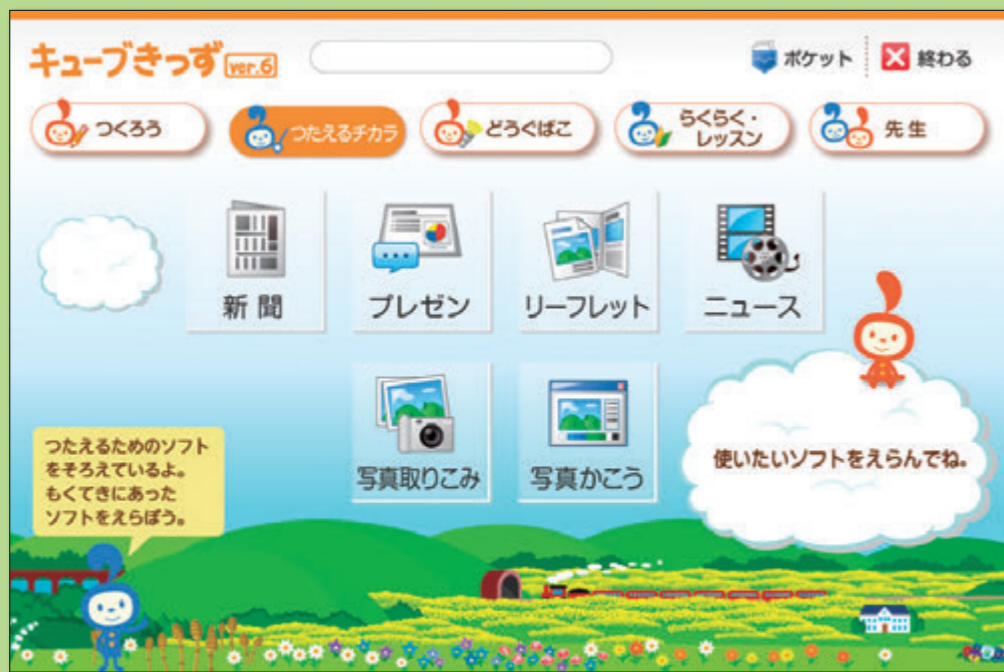 キューブきっず ver.6
ポケット
終わる
つくろう
つたえるチカラ
どうぐばこ
らくらく・
レッスン
先生
新聞
プレゼン
リーフレット
ニュース
写真取りこみ
写真かこう
つたえるためのソフト
をそろえているよ。
もくてきにあった
ソフトをえらぼう。
使いたいソフトをえらんでね。